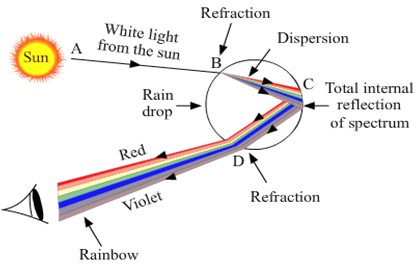 Refraction
Sun
A
White light
from the sun
B
Dispersion
C
Rain
drop
Total internal
reflection
of spectrum
Red
D
Violet
Refraction
Rainbow